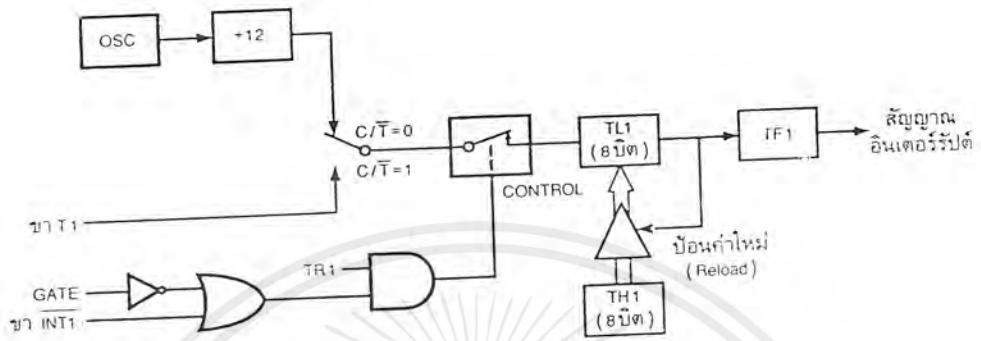 OSC
÷12
C/T̅=0
C/T̅=1
ขา T1
CONTROL
TL1
(8บิต)
TF1
สัญญาณ
อินเตอร์รัปต์
ป้อนค่าใหม่
(Reload)
TR1
GATE
ขา I̅N̅T̅1̅
TH1
(8บิต)